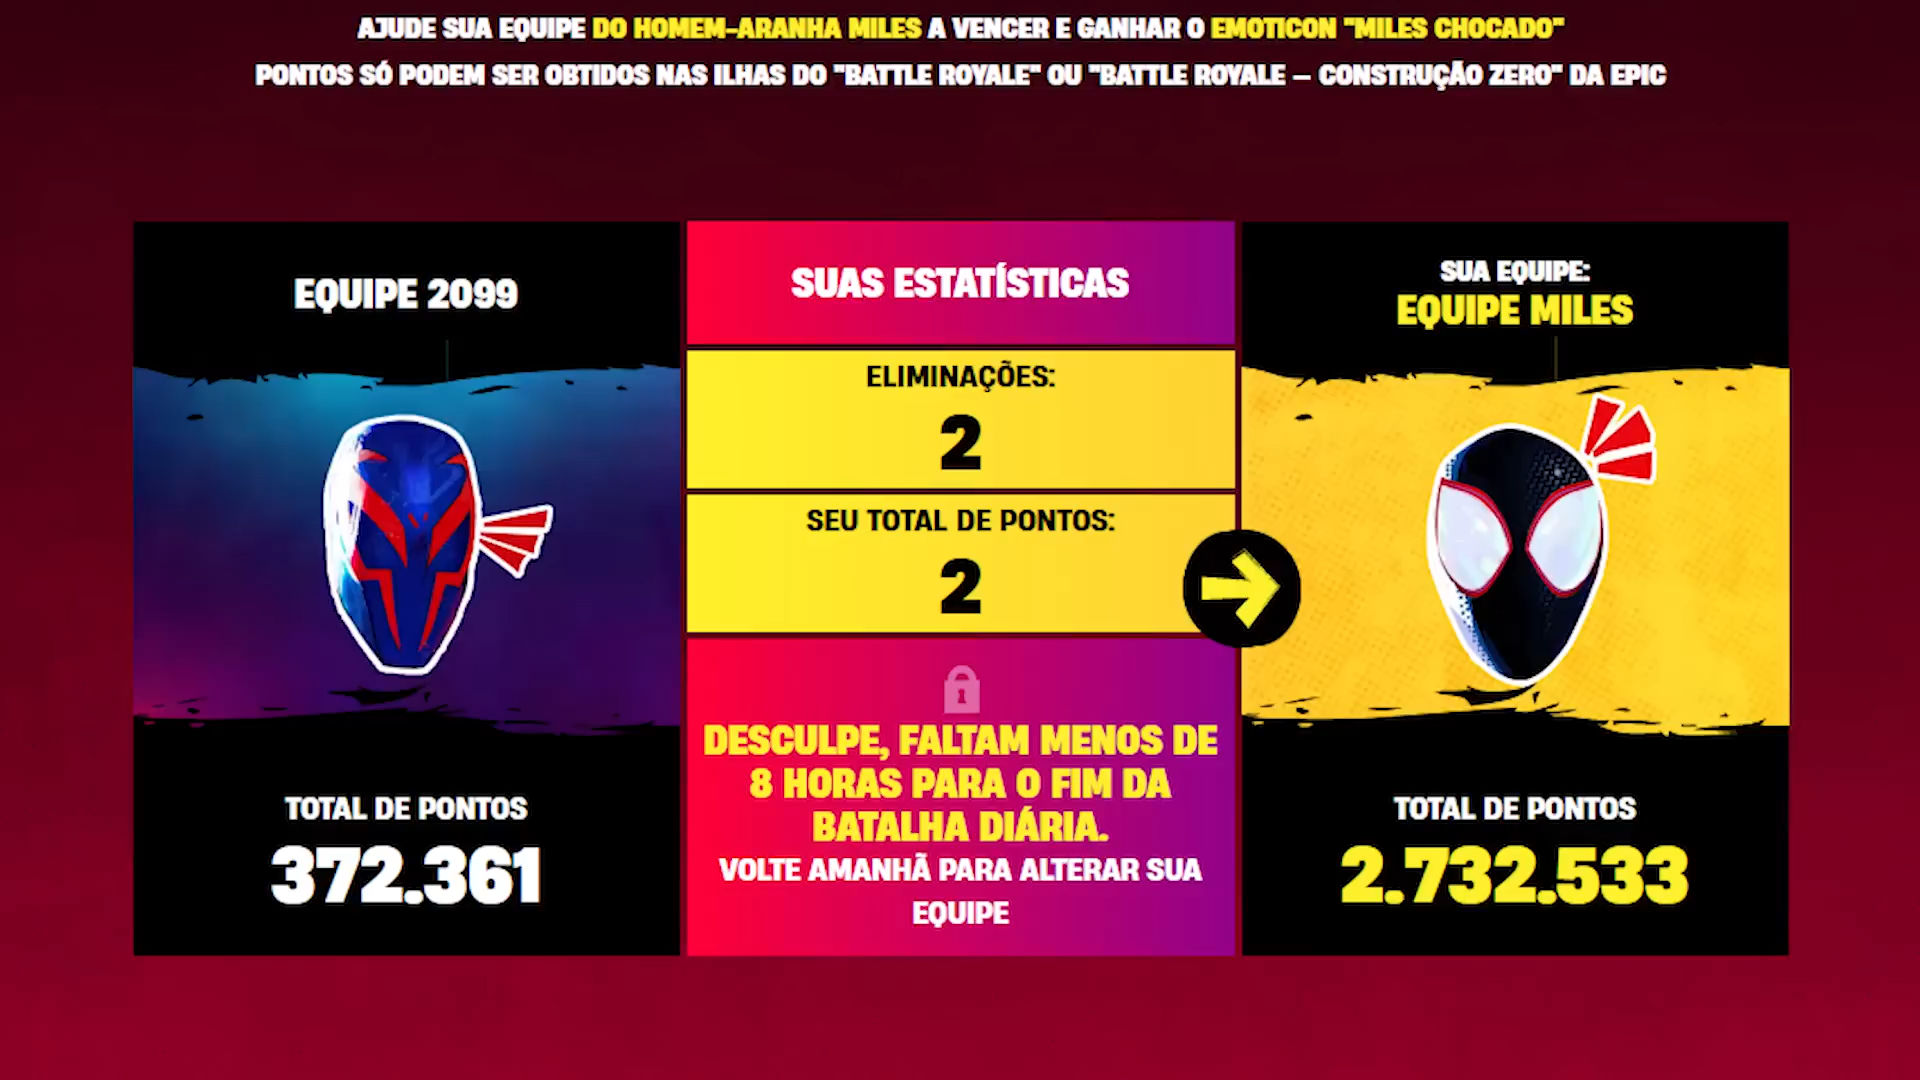 AJUDE SUA EQUIPE DO HOMEM-ARANHA MILES A VENCER E GANHAR O EMOTICON "MILES CHOCADO"
PONTOS SÓ PODEM SER OBTIDOS NAS ILHAS DO "BATTLE ROYALE" OU "BATTLE ROYALE – CONSTRUÇÃO ZERO" DA EPIC
EQUIPE 2099
TOTAL DE PONTOS
372.361
SUAS ESTATÍSTICAS
ELIMINAÇÕES:
2
SEU TOTAL DE PONTOS:
2
DESCULPE, FALTAM MENOS DE
8 HORAS PARA O FIM DA
BATALHA DIÁRIA.
VOLTE AMANHÃ PARA ALTERAR SUA
EQUIPE
SUA EQUIPE:
EQUIPE MILES
TOTAL DE PONTOS
2.732.533